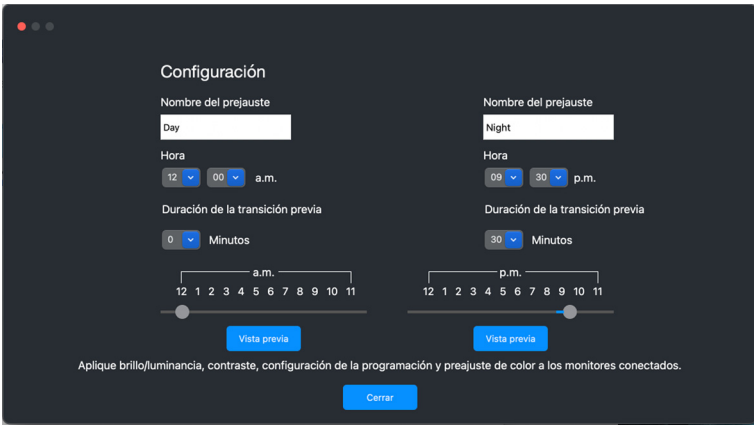 Configuración
Nombre del prejauste
Day
Hora
12 00 a.m.
Duración de la transición previa
0 Minutos
a.m.
12 1 2 3 4 5 6 7 8 9 10 11
Vista previa
Nombre del prejauste
Night
Hora
09 30 p.m.
Duración de la transición previa
30 Minutos
p.m.
12 1 2 3 4 5 6 7 8 9 10 11
Vista previa
Aplique brillo/luminancia, contraste, configuración de la programación y preajuste de color a los monitores conectados.
Cerrar